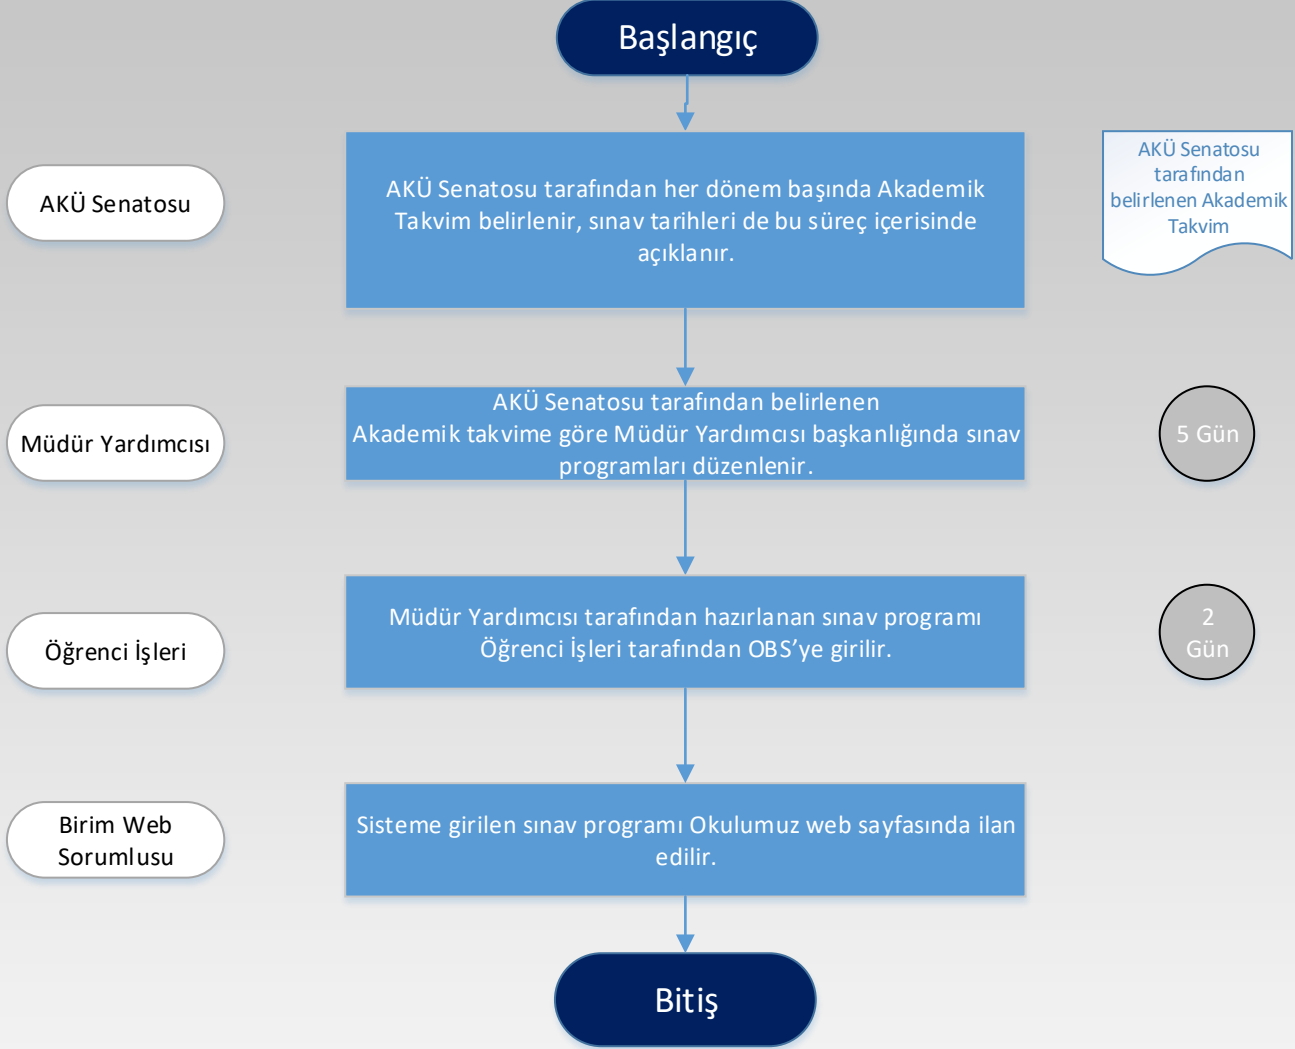 Başlangıç
AKÜ Senatosu
AKÜ Senatosu tarafından her dönem başında Akademik
Takvim belirlenir, sınav tarihleri de bu süreç içerisinde
açıklanır.
AKÜ Senatosu
tarafından
belirlenen Akademik
Takvim
Müdür Yardımcısı
AKÜ Senatosu tarafından belirlenen
Akademik takvime göre Müdür Yardımcısı başkanlığında sınav
programları düzenlenir.
5 Gün
Öğrenci İşleri
Müdür Yardımcısı tarafından hazırlanan sınav programı
Öğrenci İşleri tarafından OBS’ye girilir.
2
Gün
Birim Web
Sorumlusu
Sisteme girilen sınav programı Okulumuz web sayfasında ilan
edilir.
Bitiş